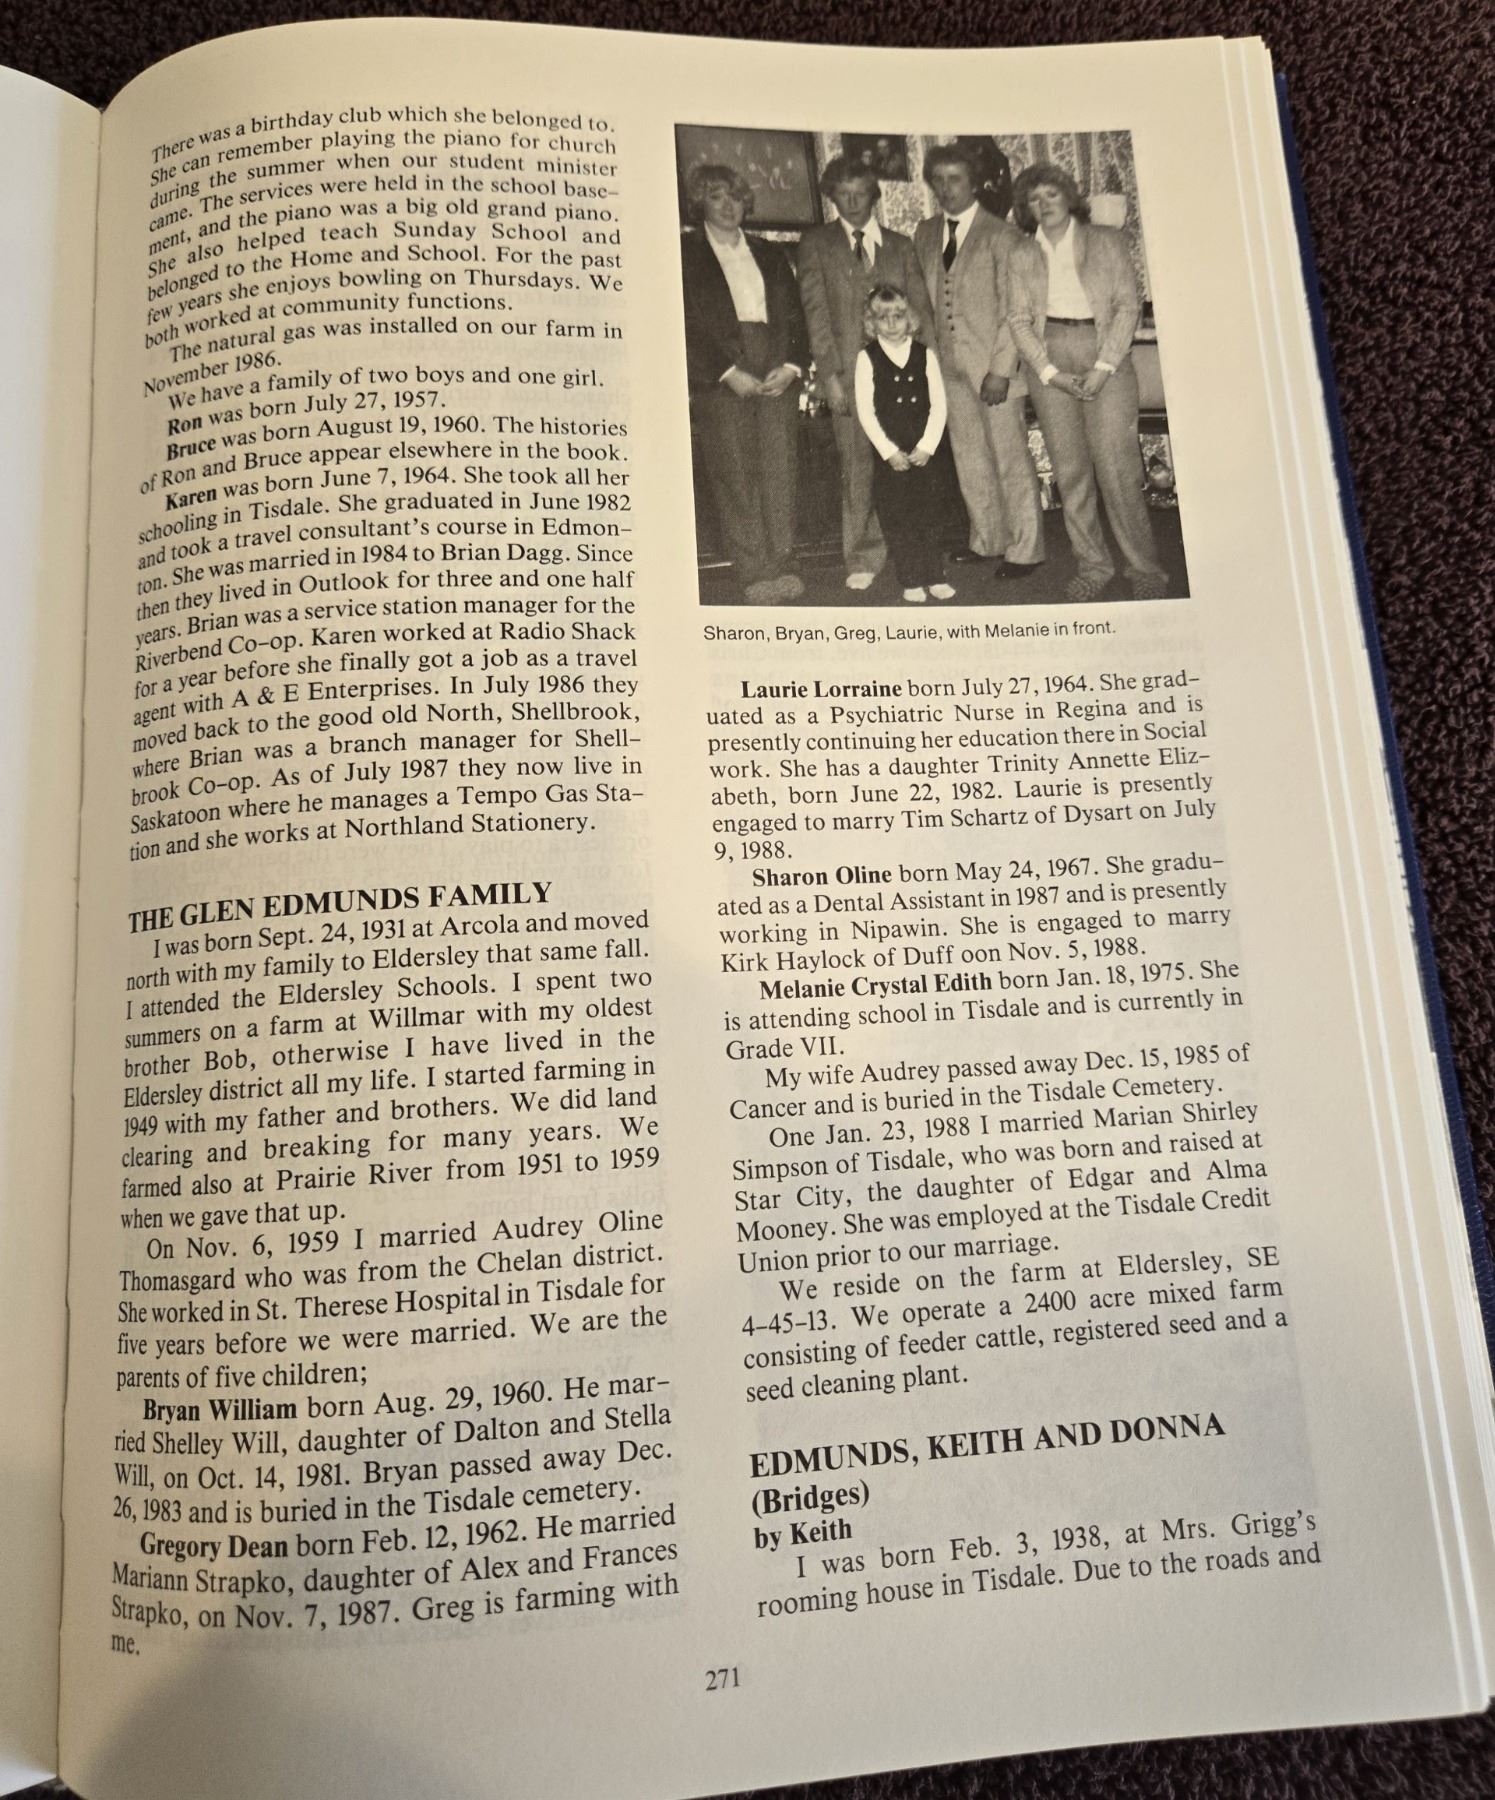 There was a birthday club which she belonged to.
She can remember playing the piano for church
during the summer when our student minister
came. The services were held in the school base-
ment, and the piano was a big old grand piano.
She also helped teach Sunday School and
belonged to the Home and School. For the past
few years she enjoys bowling on Thursdays. We
both worked at community functions.
The natural gas was installed on our farm in
November 1986.
We have a family of two boys and one girl.
Ron was born July 27, 1957.
Bruce was born August 19, 1960. The histories
of Ron and Bruce appear elsewhere in the book.
Karen was born June 7, 1964. She took all her
schooling in Tisdale. She graduated in June 1982
and took a travel consultant's course in Edmon-
ton. She was married in 1984 to Brian Dagg. Since
then they lived in Outlook for three and one half
years. Brian was a service station manager for the
Riverbend Co-op. Karen worked at Radio Shack
for a year before she finally got a job as a travel
agent with A & E Enterprises. In July 1986 they
moved back to the good old North, Shellbrook,
where Brian was a branch manager for Shell-
brook Co-op. As of July 1987 they now live in
Saskatoon where he manages a Tempo Gas Sta-
tion and she works at Northland Stationery.
THE GLEN EDMUNDS FAMILY
I was born Sept. 24, 1931 at Arcola and moved
north with my family to Eldersley that same fall.
I attended the Eldersley Schools. I spent two
summers on a farm at Willmar with my oldest
brother Bob, otherwise I have lived in the
Eldersley district all my life. I started farming in
1949 with my father and brothers. We did land
clearing and breaking for many years. We
farmed also at Prairie River from 1951 to 1959
when we gave that up.
On Nov. 6, 1959 I married Audrey Oline
Thomasgard who was from the Chelan district.
She worked in St. Therese Hospital in Tisdale for
five years before we were married. We are the
parents of five children;
Bryan William born Aug. 29, 1960. He mar-
ried Shelley Will, daughter of Dalton and Stella
Will, on Oct. 14, 1981. Bryan passed away Dec.
26, 1983 and is buried in the Tisdale cemetery.
Gregory Dean born Feb. 12, 1962. He married
Mariann Strapko, daughter of Alex and Frances
Strapko, on Nov. 7, 1987. Greg is farming with
me.
Sharon, Bryan, Greg, Laurie, with Melanie in front.
Laurie Lorraine born July 27, 1964. She grad-
uated as a Psychiatric Nurse in Regina and is
presently continuing her education there in Social
work. She has a daughter Trinity Annette Eliz-
abeth, born June 22, 1982. Laurie is presently
engaged to marry Tim Schartz of Dysart on July
9, 1988.
Sharon Oline born May 24, 1967. She gradu-
ated as a Dental Assistant in 1987 and is presently
working in Nipawin. She is engaged to marry
Kirk Haylock of Duff oon Nov. 5, 1988.
Melanie Crystal Edith born Jan. 18, 1975. She
is attending school in Tisdale and is currently in
Grade VII.
My wife Audrey passed away Dec. 15, 1985 of
Cancer and is buried in the Tisdale Cemetery.
One Jan. 23, 1988 I married Marian Shirley
Simpson of Tisdale, who was born and raised at
Star City, the daughter of Edgar and Alma
Mooney. She was employed at the Tisdale Credit
Union prior to our marriage.
We reside on the farm at Eldersley, SE
4-45-13. We operate a 2400 acre mixed farm
consisting of feeder cattle, registered seed and a
seed cleaning plant.
EDMUNDS, KEITH AND DONNA
(Bridges)
by Keith
I was born Feb. 3, 1938, at Mrs. Grigg's
rooming house in Tisdale. Due to the roads and
271